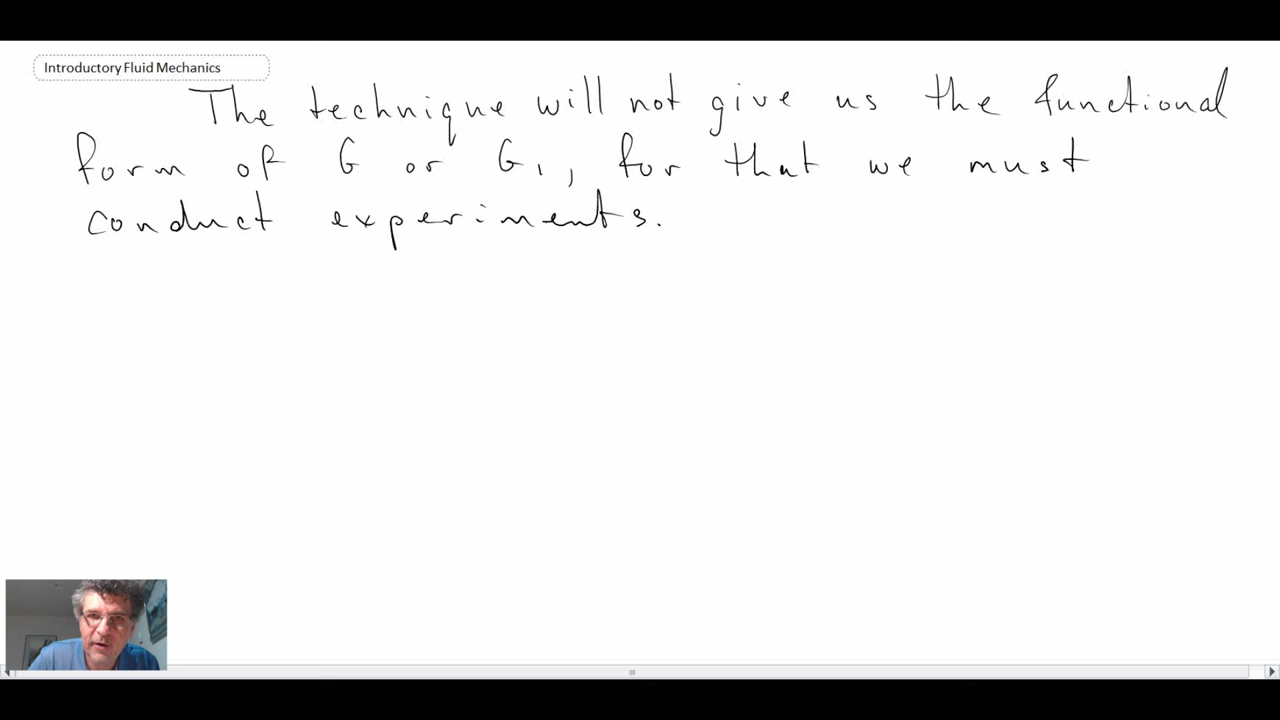 Introductory Fluid Mechanics
The technique will not give us the functional
form of G or G₁, for that we must
conduct experiments.